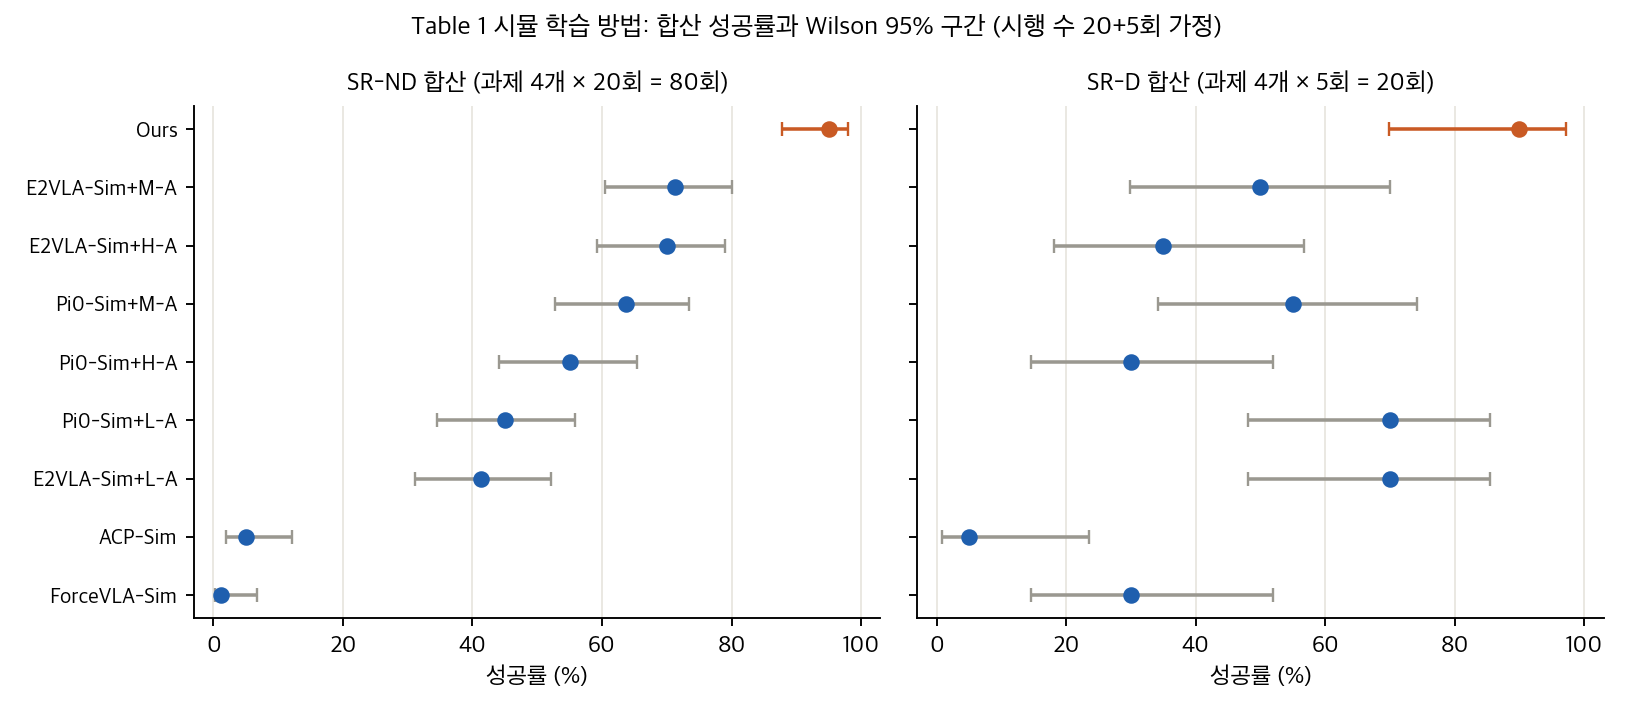 Table 1 시뮬 학습 방법: 합산 성공률과 Wilson 95% 구간 (시행 수 20+5회 가정)
SR-ND 합산 (과제 4개 × 20회 = 80회)
Ours
E2VLA-Sim+M-A
E2VLA-Sim+H-A
Pi0-Sim+M-A
Pi0-Sim+H-A
Pi0-Sim+L-A
E2VLA-Sim+L-A
ACP-Sim
ForceVLA-Sim
0 20 40 60 80 100
성공률 (%)
SR-D 합산 (과제 4개 × 5회 = 20회)
0 20 40 60 80 100
성공률 (%)